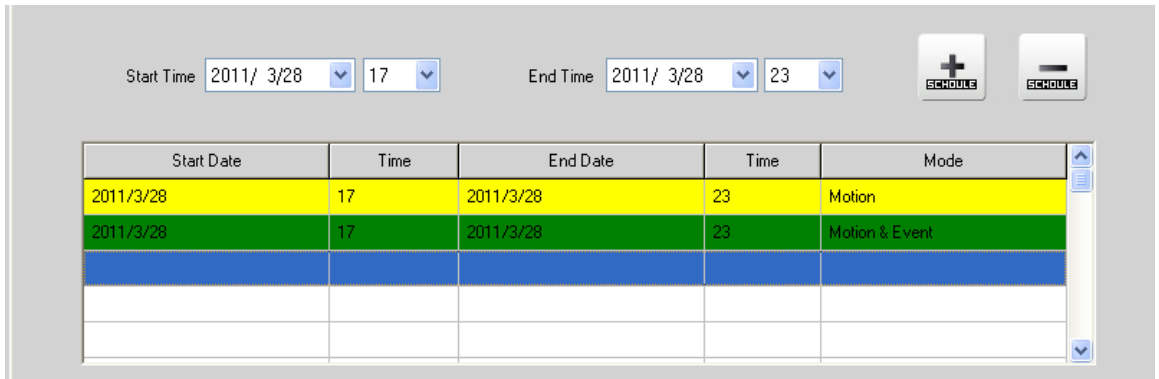 Start Time 2011/ 3/28 17 End Time 2011/ 3/28 23
SCHDULE SCHDULE
Start Date Time End Date Time Mode
2011/3/28 17 2011/3/28 23 Motion
2011/3/28 17 2011/3/28 23 Motion & Event